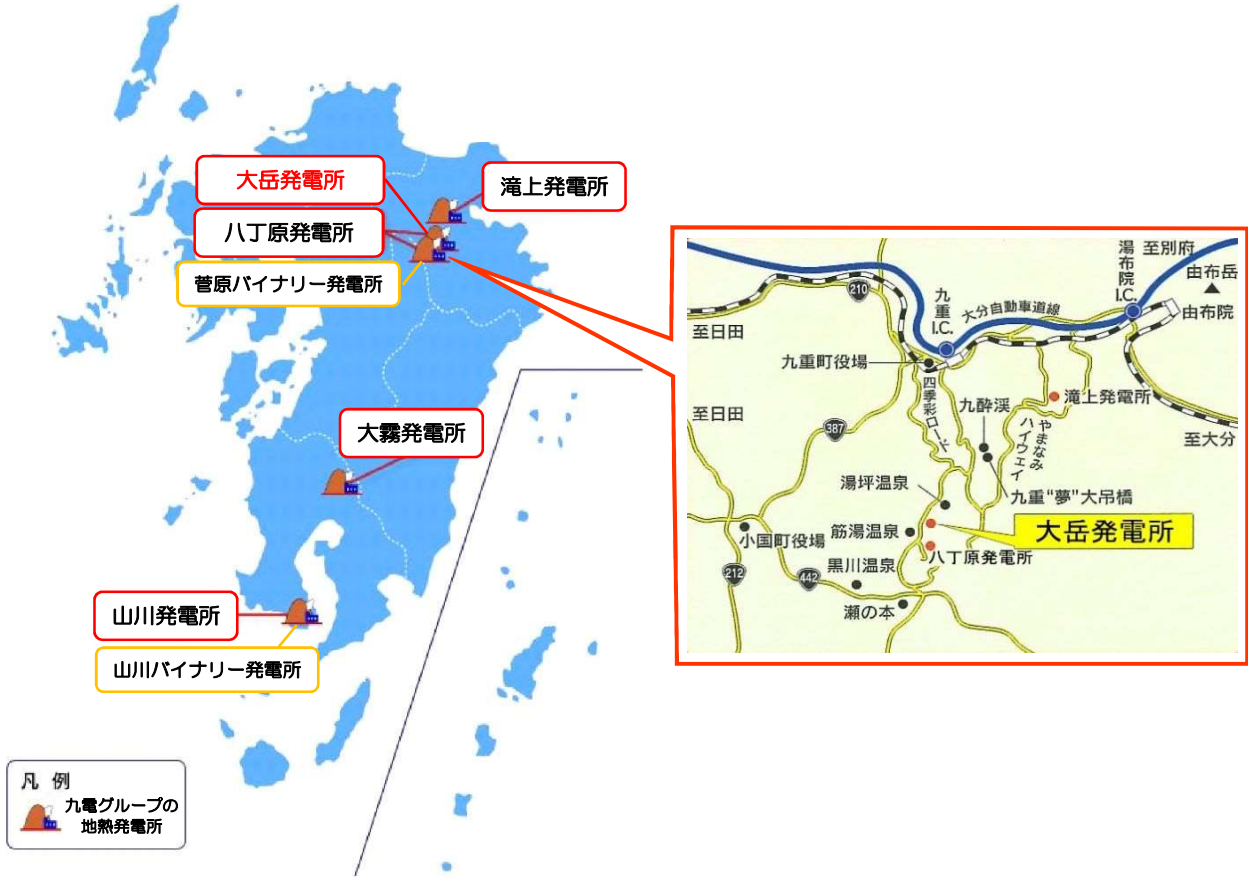 大岳発電所
滝上発電所
八丁原発電所
菅原バイナリー発電所
大霧発電所
山川発電所
山川バイナリー発電所
凡 例
九電グループの
地熱発電所
湯布院
I.C.
至別府
由布岳
由布院
210
九重
I.C.
大分自動車道線
至日田
九重町役場
四季彩ロード
九酔渓
やまなみ
ハイウェイ
滝上発電所
至日田
387
至大分
湯坪温泉
九重“夢”大吊橋
大岳発電所
小国町役場
筋湯温泉
八丁原発電所
212
442
黒川温泉
瀬の本